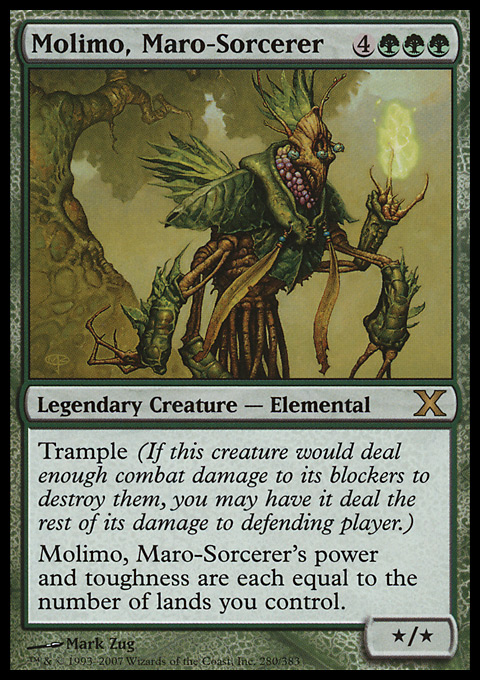 Molimo, Maro-Sorcerer 4
Legendary Creature — Elemental X
Trample (If this creature would deal
enough combat damage to its blockers to
destroy them, you may have it deal the
rest of its damage to defending player.)
Molimo, Maro-Sorcerer's power
and toughness are each equal to the
number of lands you control.
Mark Zug
★/★
™ & © 1993-2007 Wizards of the Coast, Inc. 280/383